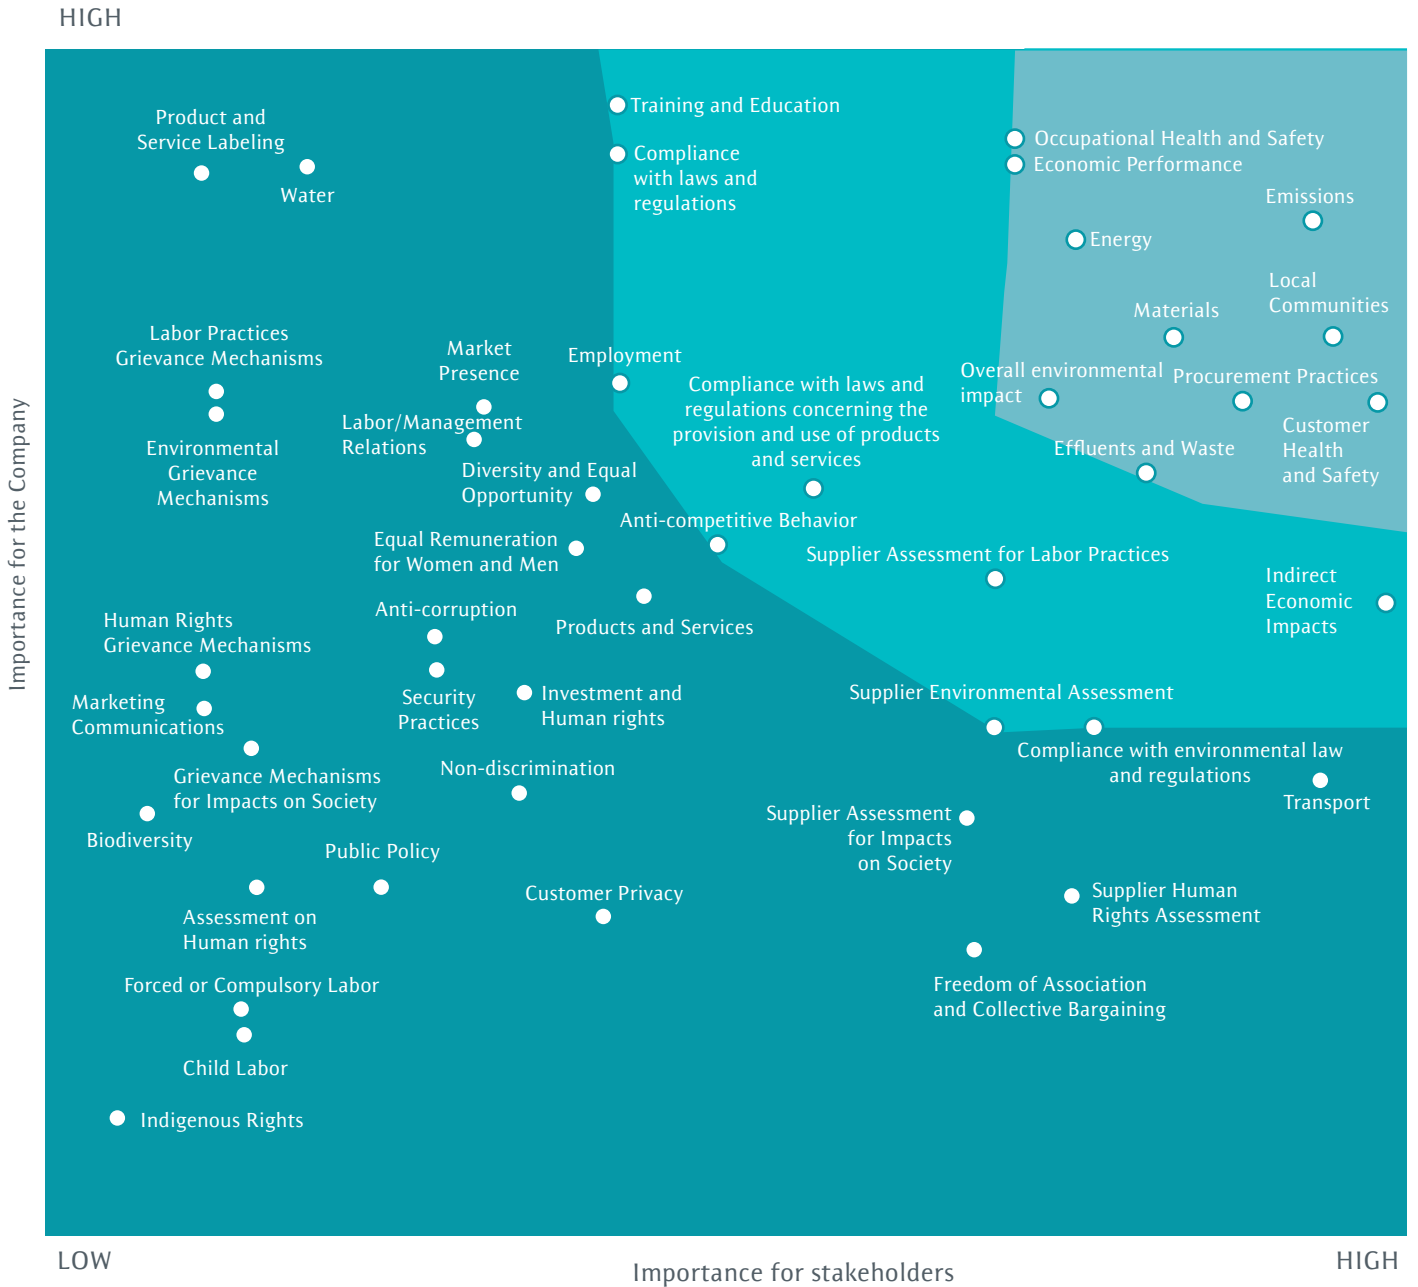 HIGH
Training and Education
Product and
Service Labeling
Water
Compliance
with laws and
regulations
Occupational Health and Safety
Economic Performance
Emissions
Energy
Local
Communities
Materials
Labor Practices
Grievance Mechanisms
Market
Presence
Employment
Overall environmental
impact
Procurement Practices
Compliance with laws and
regulations concerning the
provision and use of products
and services
Labor/Management
Relations
Customer
Health
and Safety
Environmental
Grievance
Mechanisms
Effluents and Waste
Diversity and Equal
Opportunity
Anti-competitive Behavior
Equal Remuneration
for Women and Men
Supplier Assessment for Labor Practices
Indirect
Economic
Impacts
Anti-corruption
Products and Services
Human Rights
Grievance Mechanisms
Security
Practices
Investment and
Human rights
Supplier Environmental Assessment
Marketing
Communications
Compliance with environmental law
and regulations
Grievance Mechanisms
for Impacts on Society
Non-discrimination
Transport
Supplier Assessment
for Impacts
on Society
Biodiversity
Public Policy
Customer Privacy
Supplier Human
Rights Assessment
Assessment on
Human rights
Forced or Compulsory Labor
Freedom of Association
and Collective Bargaining
Child Labor
Indigenous Rights
Importance for the Company
LOW
Importance for stakeholders
HIGH